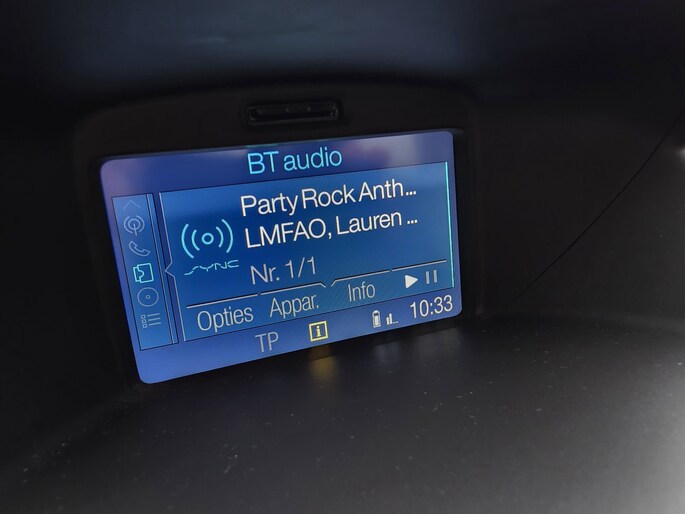 BT audio
Party Rock Anth...
LMFAO, Lauren ...
SYNC
Nr. 1/1
Opties Appar. Info
TP i 10:33